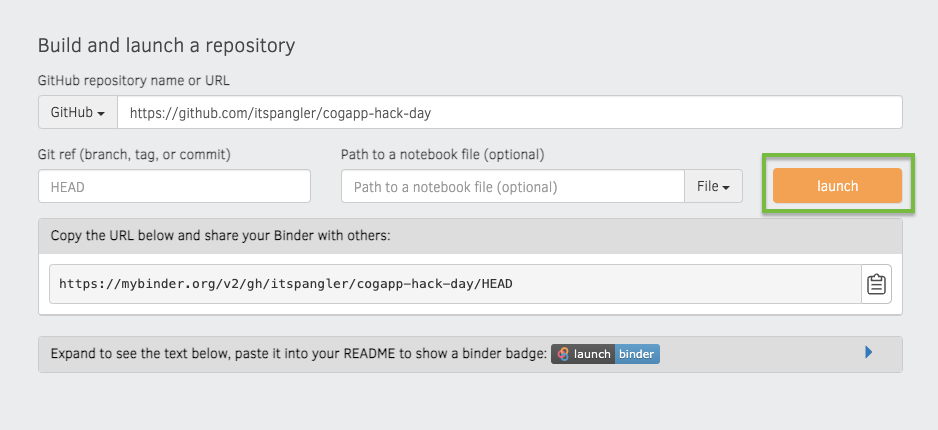 Build and launch a repository
GitHub repository name or URL
GitHub
https://github.com/itspangler/cogapp-hack-day
Git ref (branch, tag, or commit)
Path to a notebook file (optional)
HEAD
Path to a notebook file (optional)
File
launch
Copy the URL below and share your Binder with others:
https://mybinder.org/v2/gh/itspangler/cogapp-hack-day/HEAD
Expand to see the text below, paste it into your README to show a binder badge: launch binder